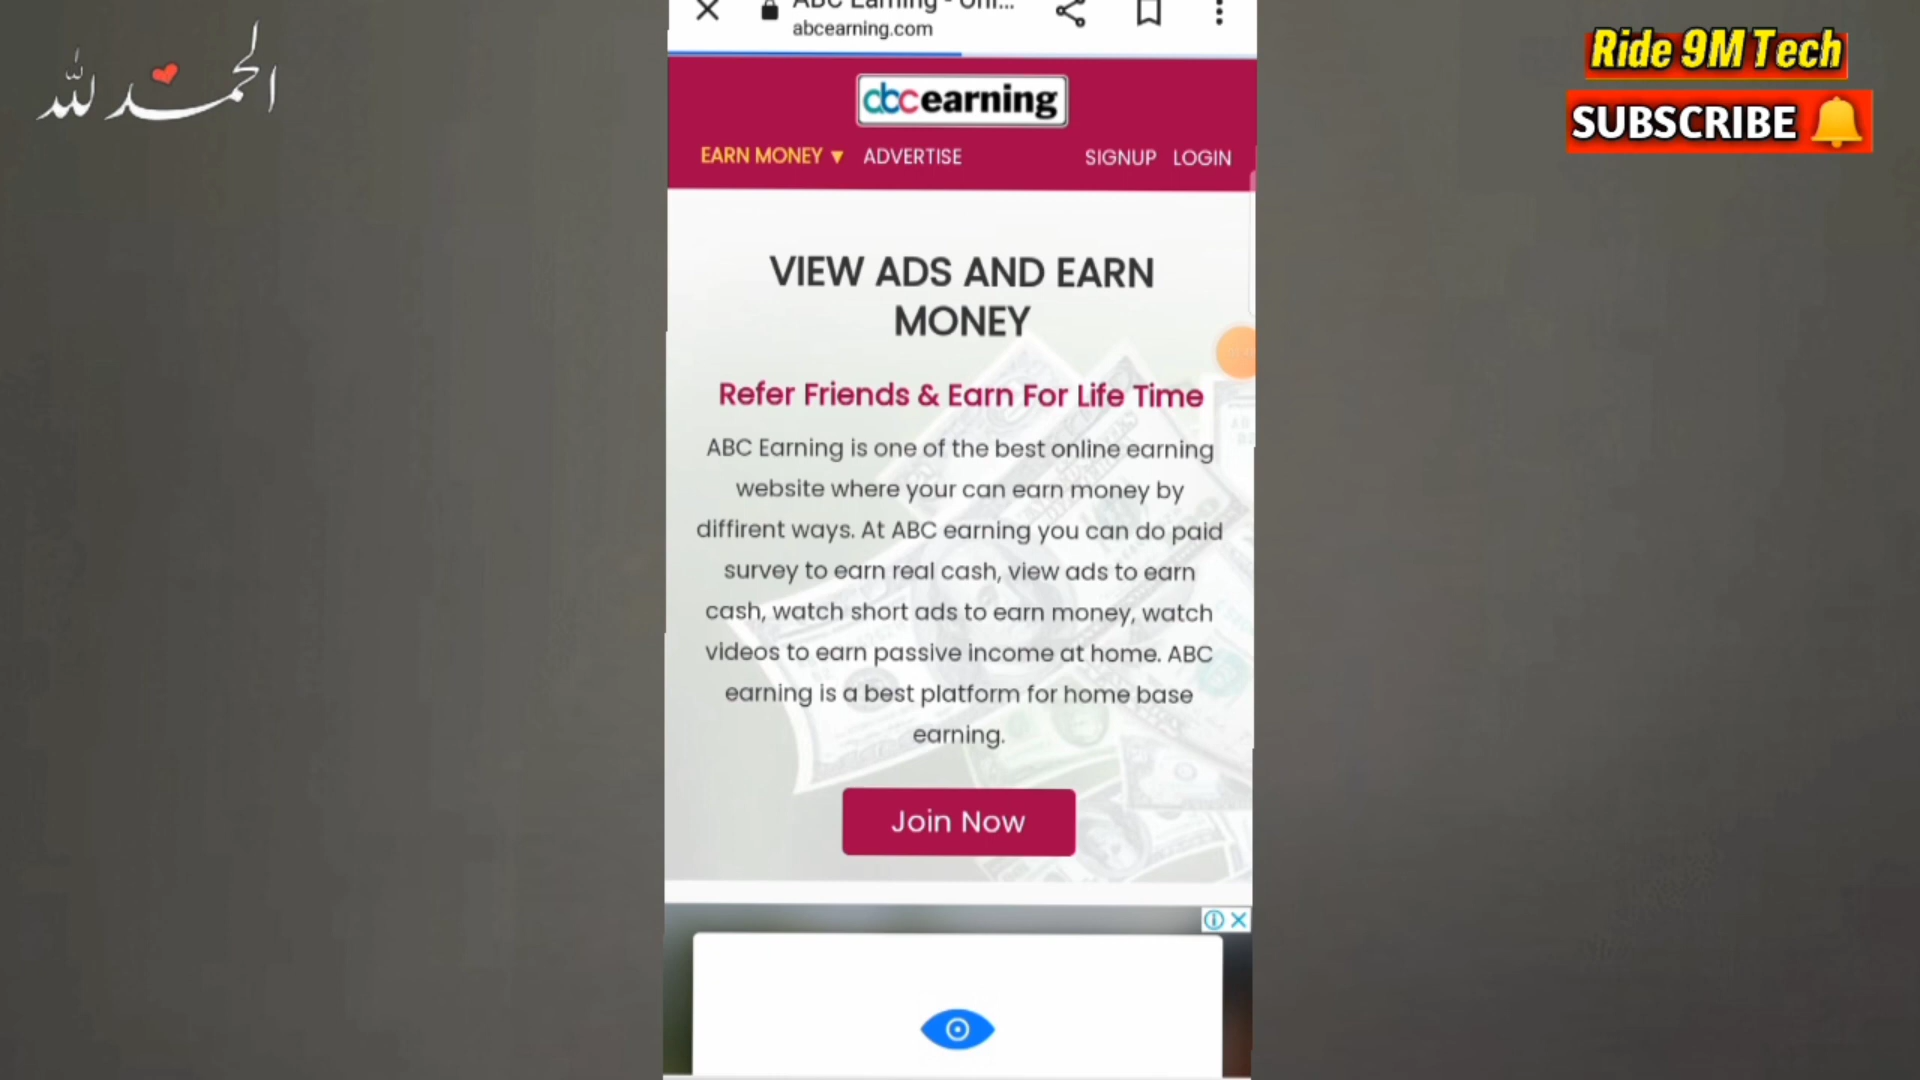 الحمد لله
Ride 9M Tech
SUBSCRIBE
ABC Earning - Onl...
abcearning.com
abcearning
EARN MONEY ▼ ADVERTISE SIGNUP LOGIN
VIEW ADS AND EARN
MONEY
Refer Friends & Earn For Life Time
ABC Earning is one of the best online earning
website where your can earn money by
diffirent ways. At ABC earning you can do paid
survey to earn real cash, view ads to earn
cash, watch short ads to earn money, watch
videos to earn passive income at home. ABC
earning is a best platform for home base
earning.
Join Now